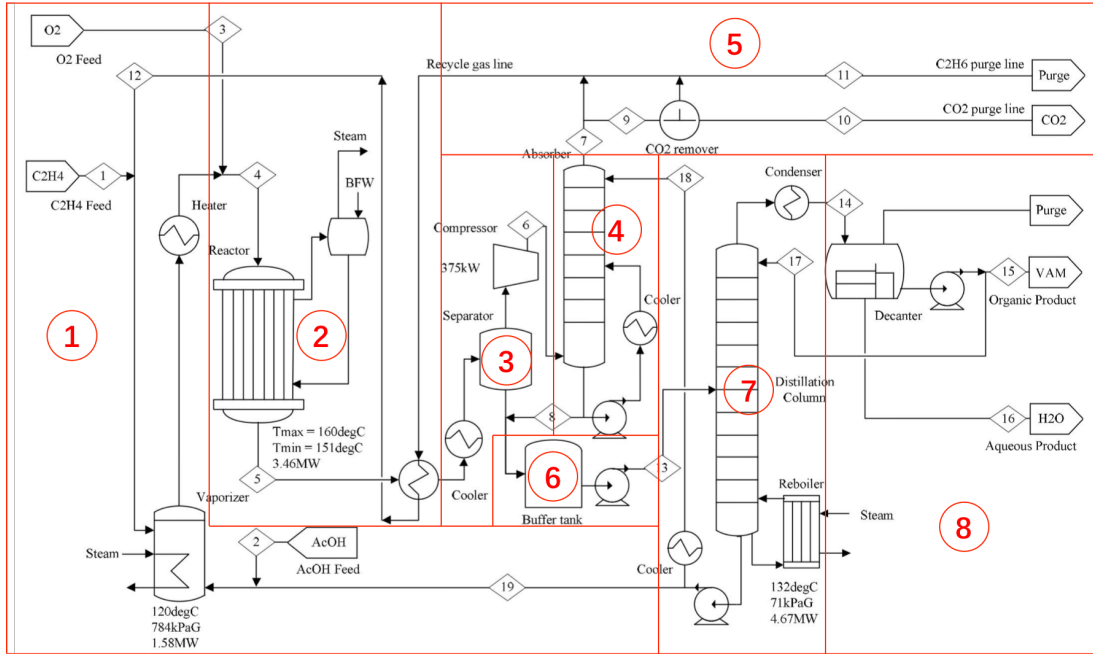 O2
O2 Feed
3
12
Recycle gas line
5
11
C2H6 purge line
Purge
CO2 purge line
9
10
CO2
CO2 remover
7
Absorber
Steam
BFW
C2H4
1
C2H4 Feed
4
Heater
Reactor
18
Condenser
14
Purge
6
Compressor
375kW
4
17
15
VAM
Organic Product
Decanter
Cooler
Separator
1
2
3
7
Distillation
Column
8
16
H2O
Aqueous Product
Tmax = 160degC
Tmin = 151degC
3.46MW
5
Cooler
6
Buffer tank
13
Vaporizer
Reboiler
Steam
8
Steam
2
AcOH
AcOH Feed
19
Cooler
120degC
784kPaG
1.58MW
132degC
71kPaG
4.67MW